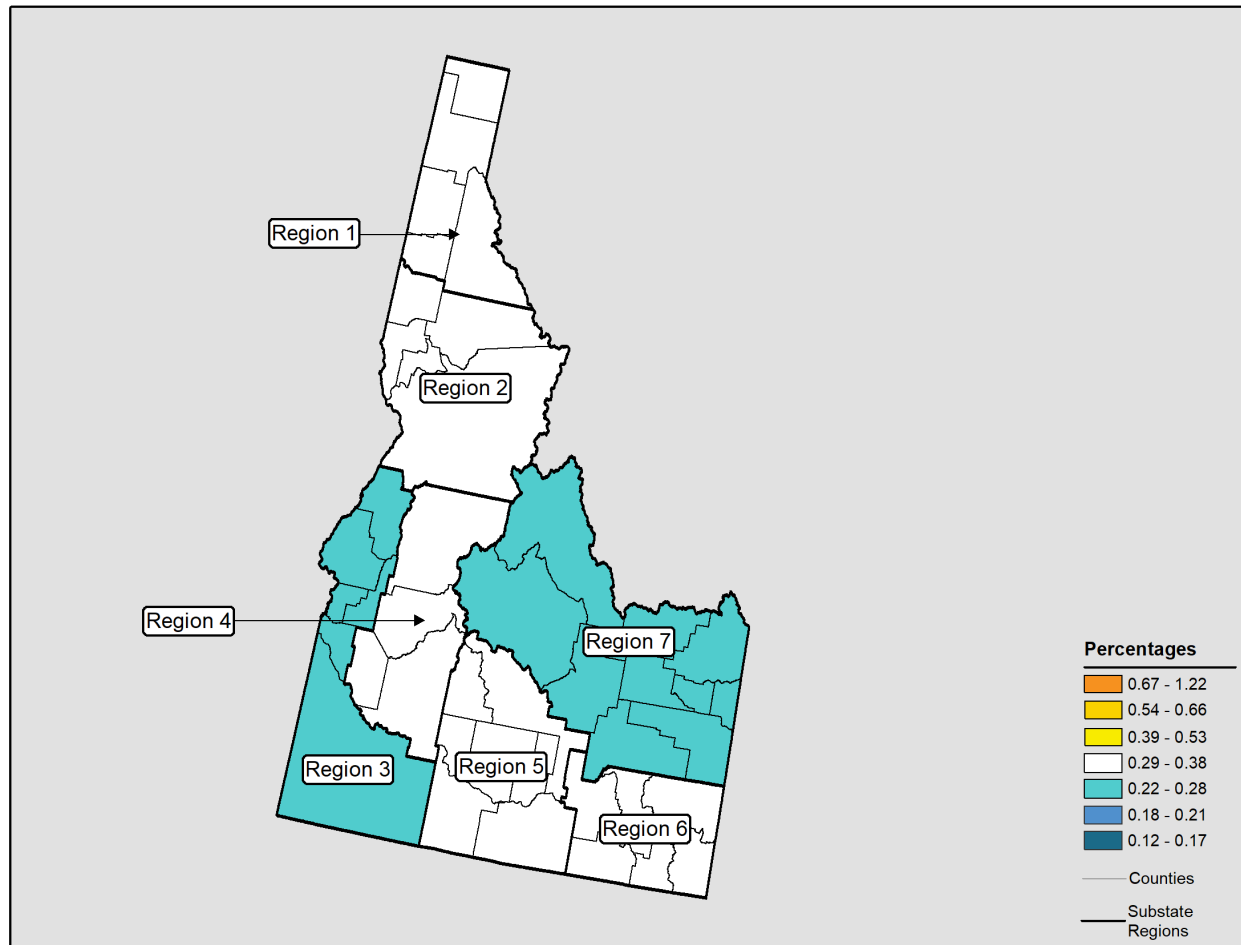 Region 1
Region 2
Region 4
Region 7
Region 3
Region 5
Region 6
Percentages
0.67 - 1.22
0.54 - 0.66
0.39 - 0.53
0.29 - 0.38
0.22 - 0.28
0.18 - 0.21
0.12 - 0.17
Counties
Substate
Regions